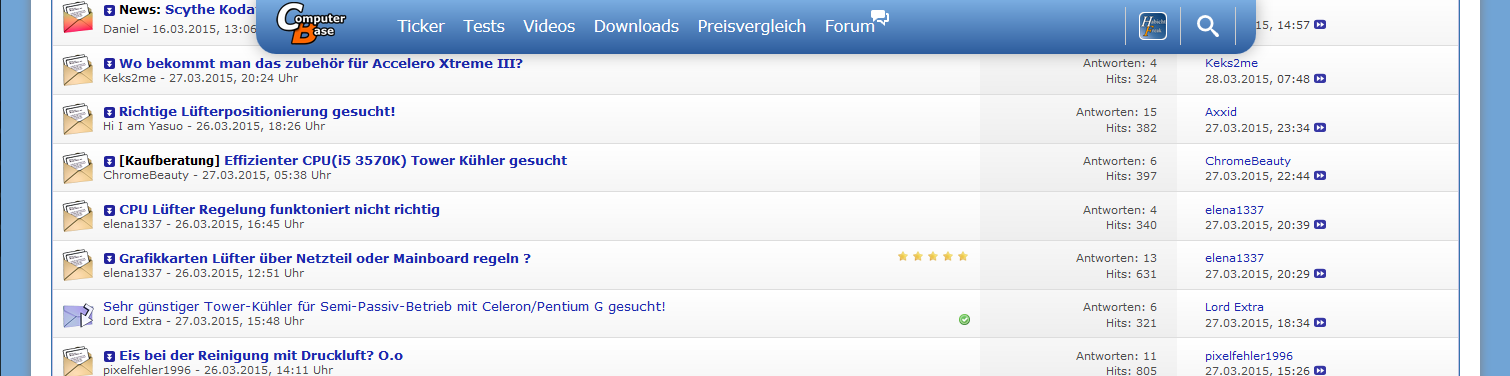 News: Scythe Koda
Daniel - 16.03.2015, 13:06
Computer
Base
Ticker Tests Videos Downloads Preisvergleich Forum
15, 14:57
Wo bekommt man das zubehör für Accelero Xtreme III?
Keks2me - 27.03.2015, 20:24 Uhr
Antworten: 4
Hits: 324
Keks2me
28.03.2015, 07:48
Richtige Lüfterpositionierung gesucht!
Hi I am Yasuo - 26.03.2015, 18:26 Uhr
Antworten: 15
Hits: 382
Axxid
27.03.2015, 23:34
[Kaufberatung] Effizienter CPU(i5 3570K) Tower Kühler gesucht
ChromeBeauty - 27.03.2015, 05:38 Uhr
Antworten: 6
Hits: 397
ChromeBeauty
27.03.2015, 22:44
CPU Lüfter Regelung funktoniert nicht richtig
elena1337 - 26.03.2015, 16:45 Uhr
Antworten: 4
Hits: 340
elena1337
27.03.2015, 20:39
Grafikkarten Lüfter über Netzteil oder Mainboard regeln ?
elena1337 - 26.03.2015, 12:51 Uhr
Antworten: 13
Hits: 631
elena1337
27.03.2015, 20:29
Sehr günstiger Tower-Kühler für Semi-Passiv-Betrieb mit Celeron/Pentium G gesucht!
Lord Extra - 27.03.2015, 15:48 Uhr
Antworten: 6
Hits: 321
Lord Extra
27.03.2015, 18:34
Eis bei der Reinigung mit Druckluft? O.o
pixelfehler1996 - 26.03.2015, 14:11 Uhr
Antworten: 11
Hits: 805
pixelfehler1996
27.03.2015, 15:26